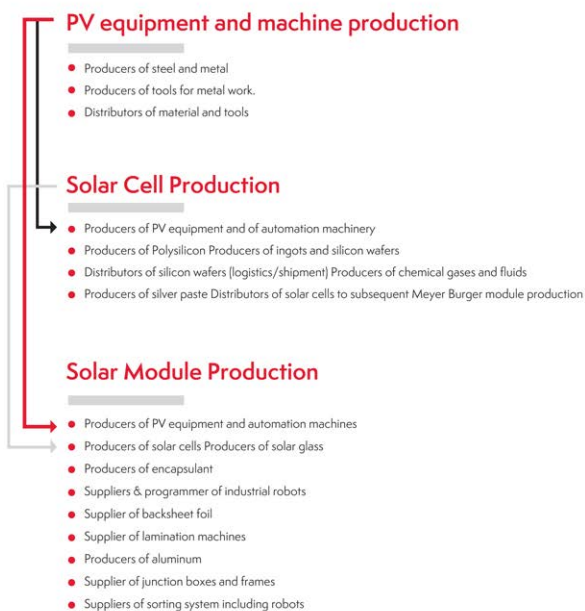 PV equipment and machine production
Producers of steel and metal
Producers of tools for metal work.
Distributors of material and tools
Solar Cell Production
Producers of PV equipment and of automation machinery
Producers of Polysilicon Producers of ingots and silicon wafers
Distributors of silicon wafers (logistics/shipment) Producers of chemical gases and fluids
Producers of silver paste Distributors of solar cells to subsequent Meyer Burger module production
Solar Module Production
Producers of PV equipment and automation machines
Producers of solar cells Producers of solar glass
Producers of encapsulant
Suppliers & programmer of industrial robots
Supplier of backsheet foil
Supplier of lamination machines
Producers of aluminum
Supplier of junction boxes and frames
Suppliers of sorting system including robots